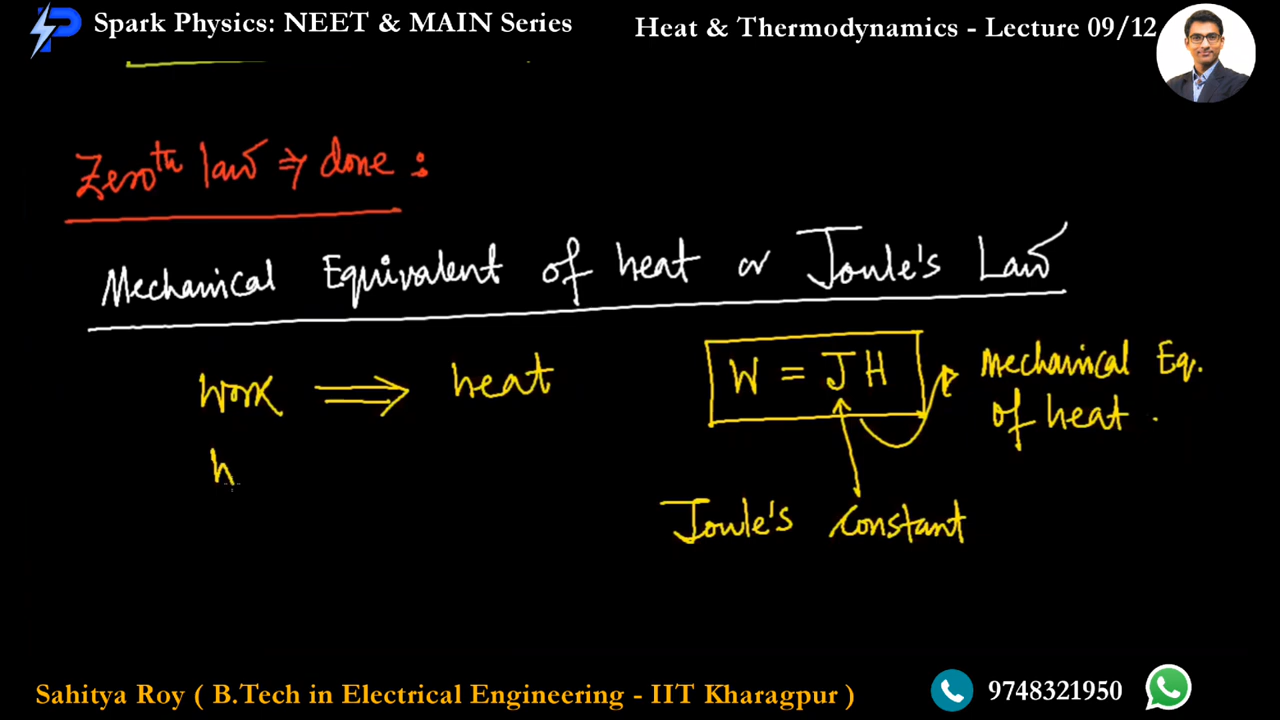 Spark Physics: NEET & MAIN Series
Heat & Thermodynamics - Lecture 09/12
Zeroth law ⇒ done :
Mechanical Equivalent of heat or Joule's Law
work ⟹ heat
W = J H
Mechanical Eq.
of heat.
h
Joule's constant
Sahitya Roy ( B.Tech in Electrical Engineering - IIT Kharagpur )
9748321950